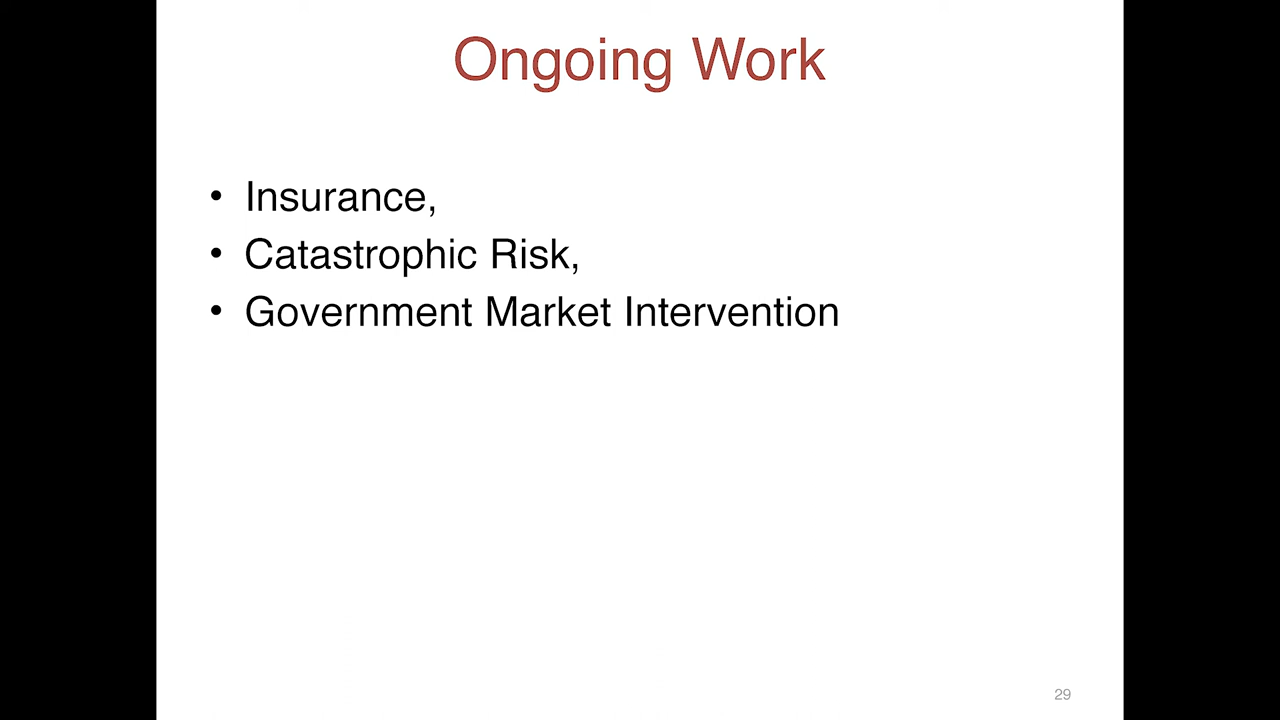 Ongoing Work
• Insurance,
• Catastrophic Risk,
• Government Market Intervention
29